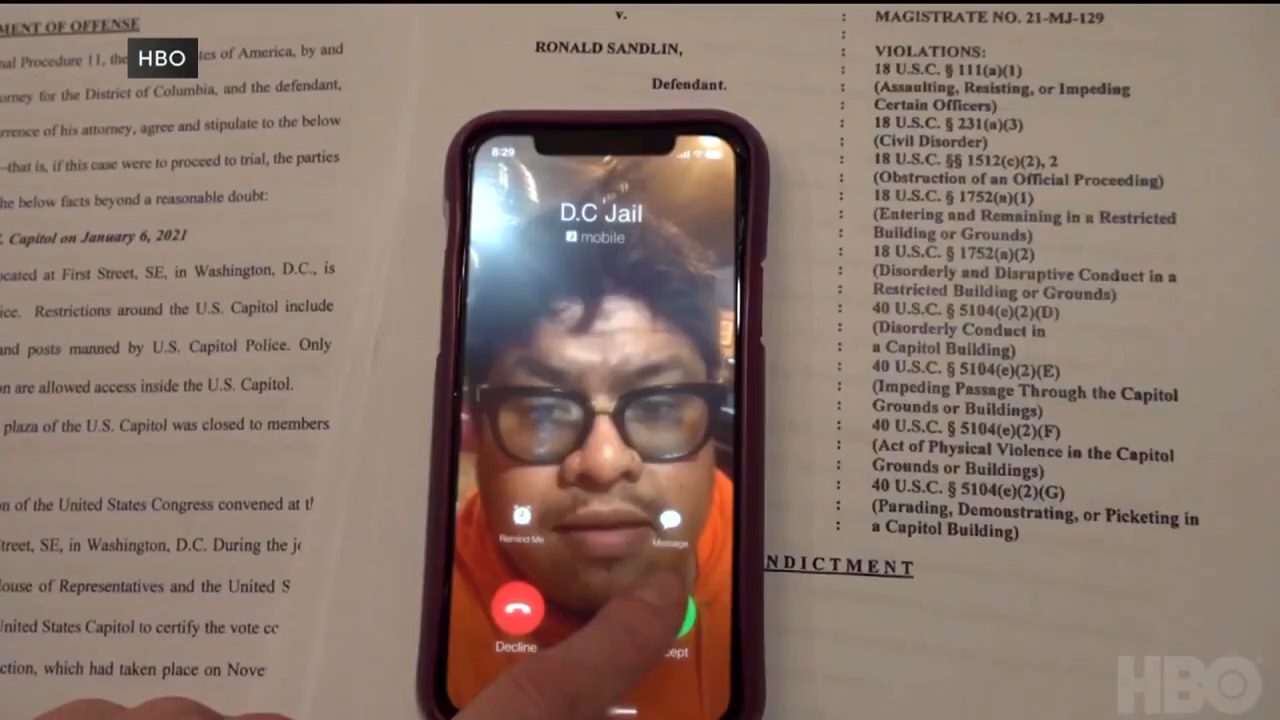 MENT OF OFFENSE
HBO
nal Procedure 11, the
tes of America, by and
orney for the District of Columbia, and the defendant,
rrence of his attorney, agree and stipulate to the below
—that is, if this case were to proceed to trial, the parties
he below facts beyond a reasonable doubt:
. Capitol on January 6, 2021
ocated at First Street, SE, in Washington, D.C., is
ice. Restrictions around the U.S. Capitol include
and posts manned by U.S. Capitol Police. Only
on are allowed access inside the U.S. Capitol.
plaza of the U.S. Capitol was closed to members
on of the United States Congress convened at t
Street, SE, in Washington, D.C. During the jo
House of Representatives and the United S
United States Capitol to certify the vote co
ction, which had taken place on Nove
v.
RONALD SANDLIN,
Defendant.
8:29
D.C Jail
mobile
Remind Me
Message
Decline
cept
MAGISTRATE NO. 21-MJ-129
VIOLATIONS:
18 U.S.C. § 111(a)(1)
(Assaulting, Resisting, or Impeding
Certain Officers)
18 U.S.C. § 231(a)(3)
(Civil Disorder)
18 U.S.C. §§ 1512(c)(2), 2
(Obstruction of an Official Proceeding)
18 U.S.C. § 1752(a)(1)
(Entering and Remaining in a Restricted
Building or Grounds)
18 U.S.C. § 1752(a)(2)
(Disorderly and Disruptive Conduct in a
Restricted Building or Grounds)
40 U.S.C. § 5104(e)(2)(D)
(Disorderly Conduct in
a Capitol Building)
40 U.S.C. § 5104(e)(2)(E)
(Impeding Passage Through the Capitol
Grounds or Buildings)
40 U.S.C. § 5104(e)(2)(F)
(Act of Physical Violence in the Capitol
Grounds or Buildings)
40 U.S.C. § 5104(e)(2)(G)
(Parading, Demonstrating, or Picketing in
a Capitol Building)
NDICTMENT
HBO